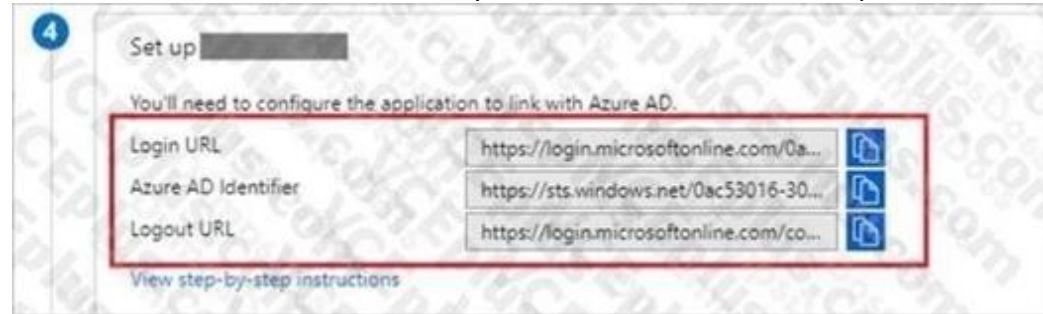 4
Set up
You'll need to configure the application to link with Azure AD.
Login URL https://login.microsoftonline.com/0a...
Azure AD Identifier https://sts.windows.net/0ac53016-30...
Logout URL https://login.microsoftonline.com/co...
View step-by-step instructions